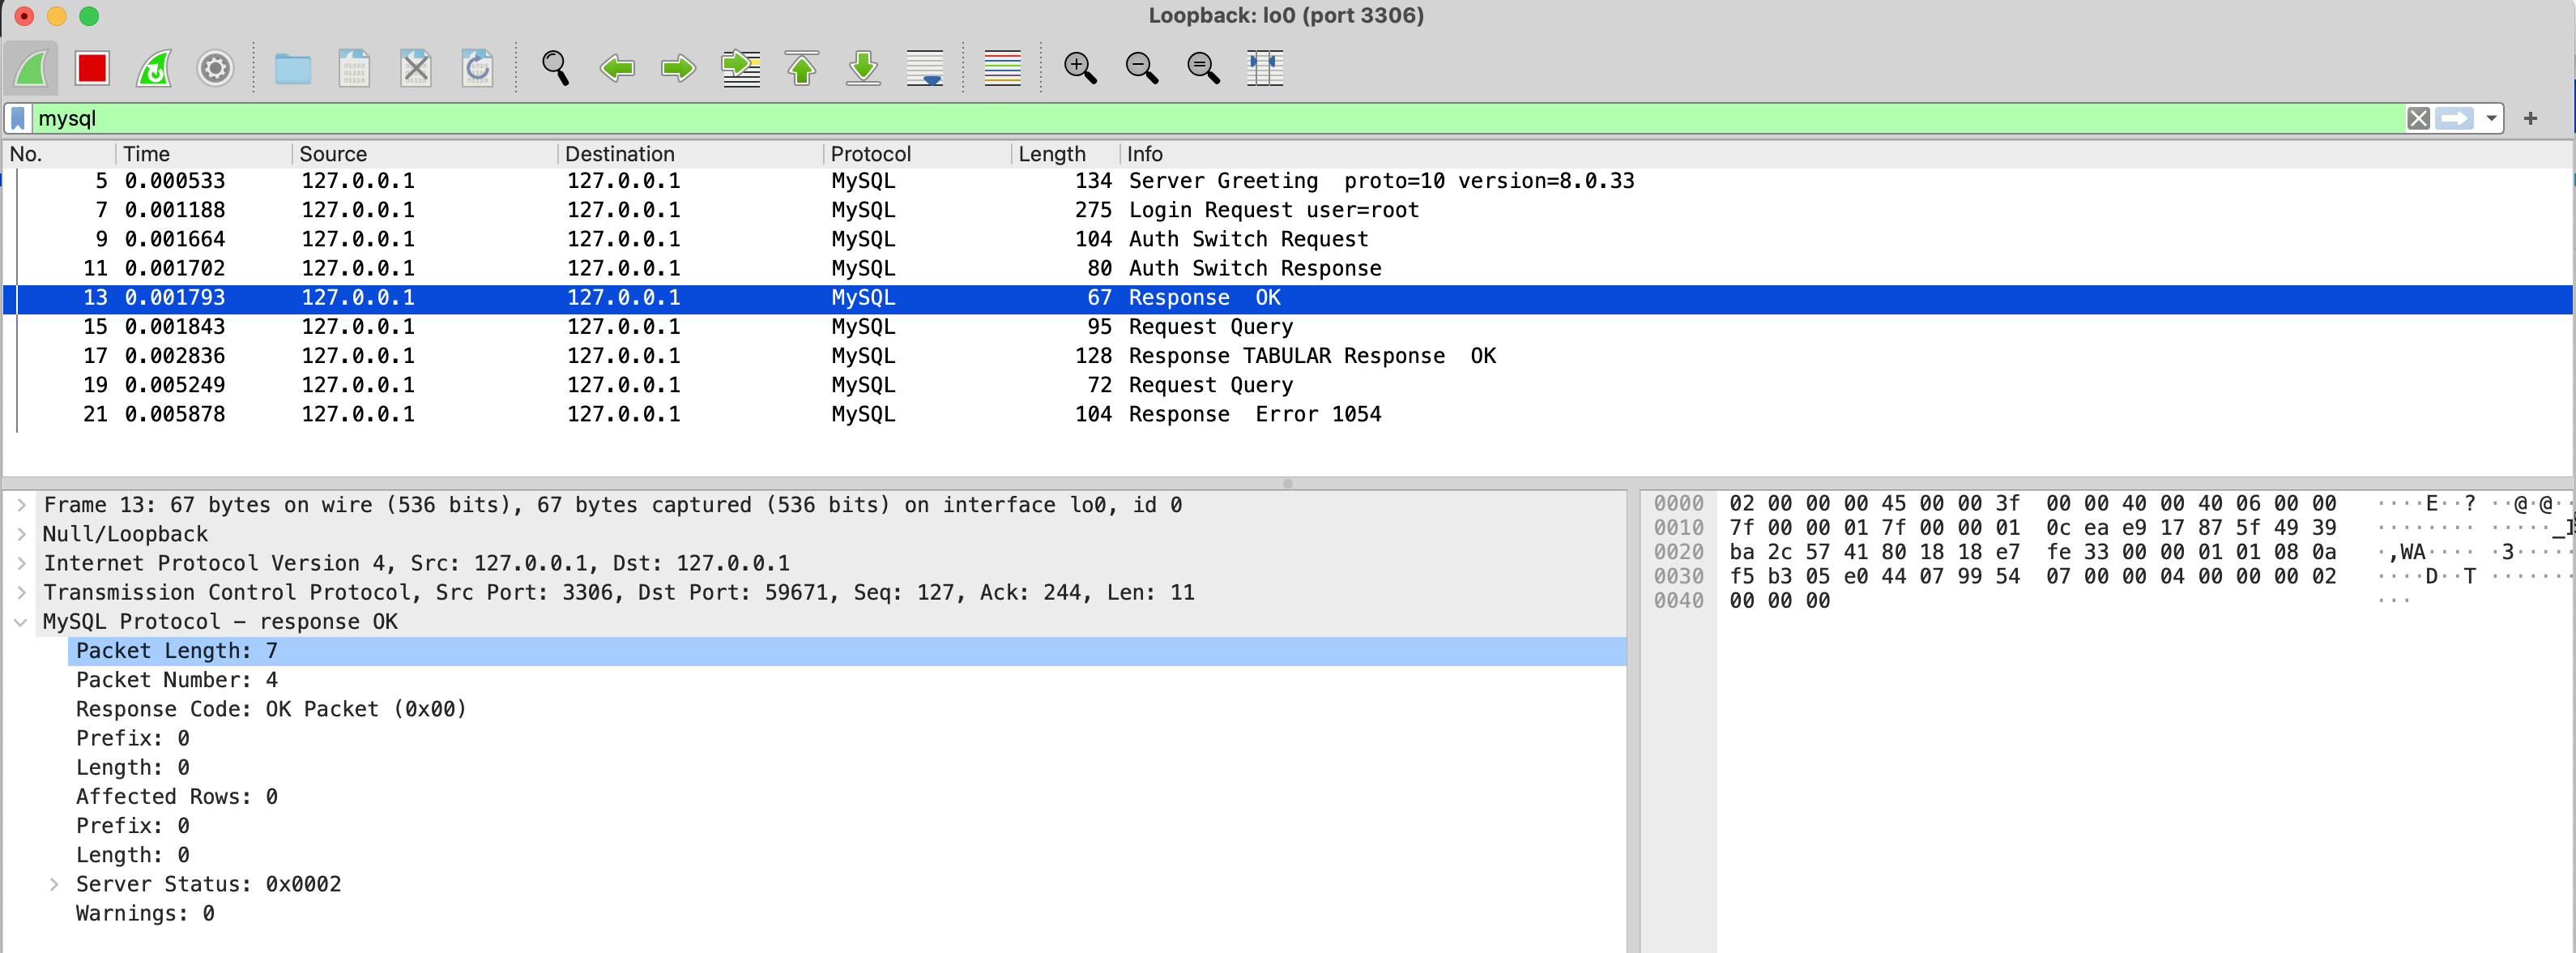 Loopback: lo0 (port 3306)
mysql
No. Time Source Destination Protocol Length Info
5 0.000533 127.0.0.1 127.0.0.1 MySQL 134 Server Greeting  proto=10 version=8.0.33
7 0.001188 127.0.0.1 127.0.0.1 MySQL 275 Login Request user=root
9 0.001664 127.0.0.1 127.0.0.1 MySQL 104 Auth Switch Request
11 0.001702 127.0.0.1 127.0.0.1 MySQL 80 Auth Switch Response
13 0.001793 127.0.0.1 127.0.0.1 MySQL 67 Response  OK
15 0.001843 127.0.0.1 127.0.0.1 MySQL 95 Request Query
17 0.002836 127.0.0.1 127.0.0.1 MySQL 128 Response TABULAR Response  OK
19 0.005249 127.0.0.1 127.0.0.1 MySQL 72 Request Query
21 0.005878 127.0.0.1 127.0.0.1 MySQL 104 Response  Error 1054
Frame 13: 67 bytes on wire (536 bits), 67 bytes captured (536 bits) on interface lo0, id 0
Null/Loopback
Internet Protocol Version 4, Src: 127.0.0.1, Dst: 127.0.0.1
Transmission Control Protocol, Src Port: 3306, Dst Port: 59671, Seq: 127, Ack: 244, Len: 11
MySQL Protocol – response OK
Packet Length: 7
Packet Number: 4
Response Code: OK Packet (0x00)
Prefix: 0
Length: 0
Affected Rows: 0
Prefix: 0
Length: 0
Server Status: 0x0002
Warnings: 0
0000 02 00 00 00 45 00 00 3f  00 00 40 00 40 06 00 00 ····E··? ··@·@···
0010 7f 00 00 01 7f 00 00 01  0c ea e9 17 87 5f 49 39 ········ ·····_I
0020 ba 2c 57 41 80 18 18 e7  fe 33 00 00 01 01 08 0a ·,WA···· ·3······
0030 f5 b3 05 e0 44 07 99 54  07 00 00 04 00 00 00 02 ····D··T ········
0040 00 00 00 ···